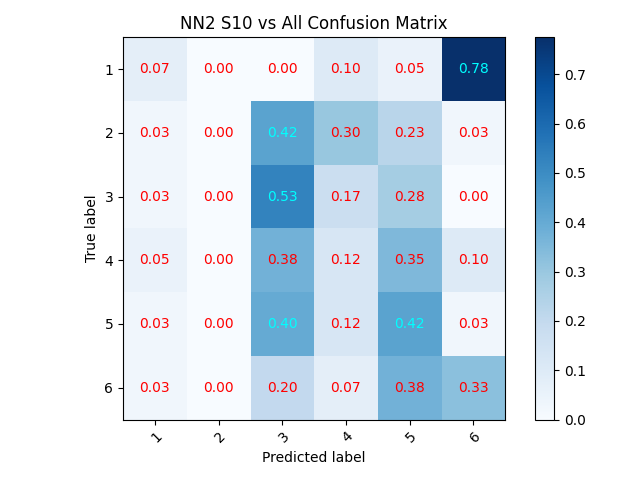 NN2 S10 vs All Confusion Matrix
1 0.07 0.00 0.00 0.10 0.05 0.78
2 0.03 0.00 0.42 0.30 0.23 0.03
3 0.03 0.00 0.53 0.17 0.28 0.00
4 0.05 0.00 0.38 0.12 0.35 0.10
5 0.03 0.00 0.40 0.12 0.42 0.03
6 0.03 0.00 0.20 0.07 0.38 0.33
True label
1 2 3 4 5 6
Predicted label
0.7
0.6
0.5
0.4
0.3
0.2
0.1
0.0